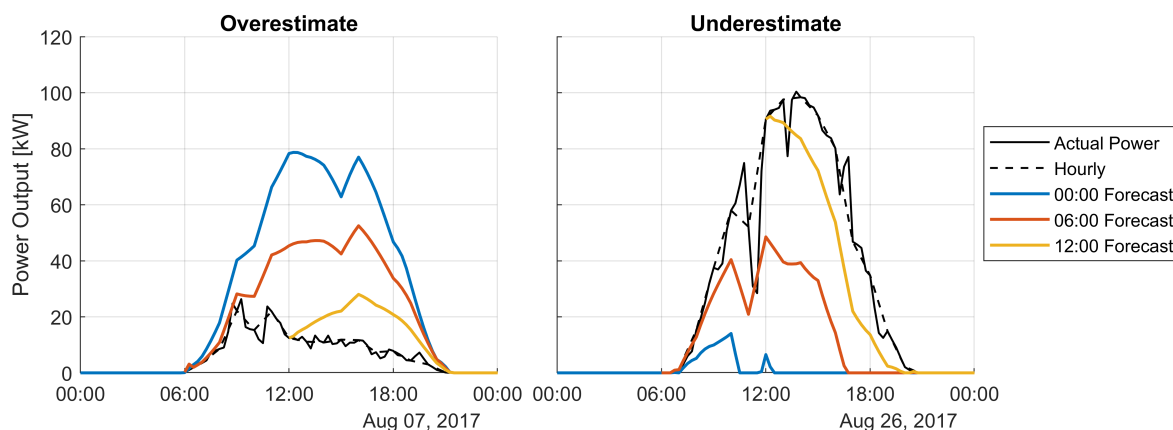 Overestimate
Underestimate
Power Output [kW]
120
100
80
60
40
20
0
00:00 06:00 12:00 18:00 00:00
Aug 07, 2017
00:00 06:00 12:00 18:00 00:00
Aug 26, 2017
Actual Power
Hourly
00:00 Forecast
06:00 Forecast
12:00 Forecast